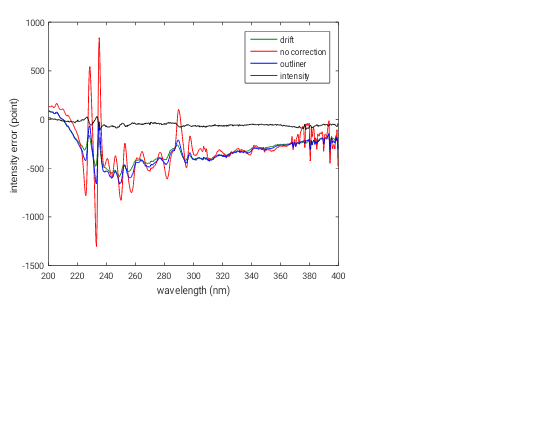 1000
500
0
-500
-1000
-1500
200
220
240
260
280
300
320
340
360
380
400
intensity error (point)
wavelength (nm)
drift
no correction
outliner
intensity